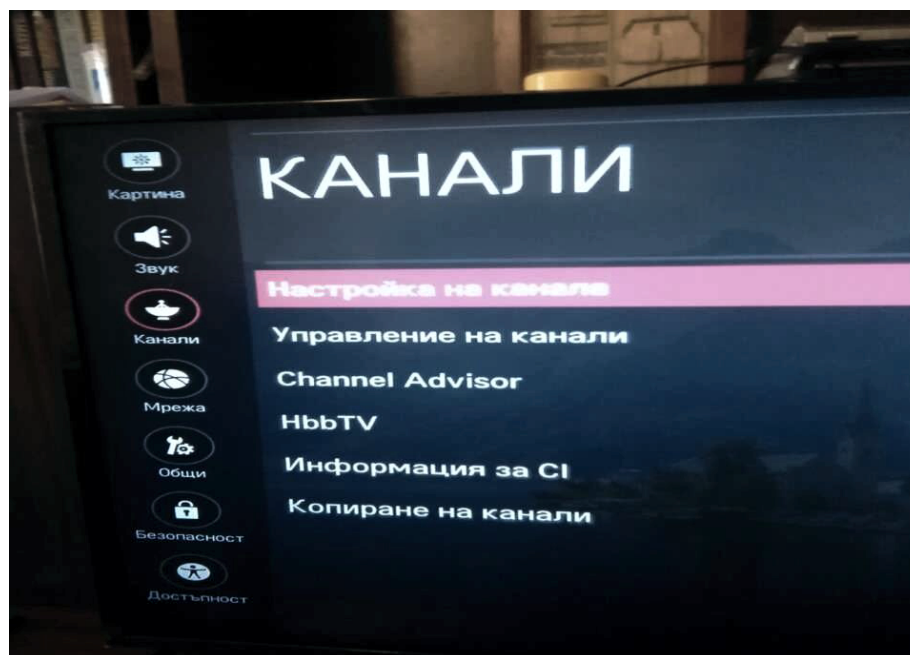 КАНАЛИ
Картина
Звук
Канали
Мрежа
Общи
Безопасност
Достъпност
Настройка на канала
Управление на канали
Channel Advisor
HbbTV
Информация за CI
Копиране на канали